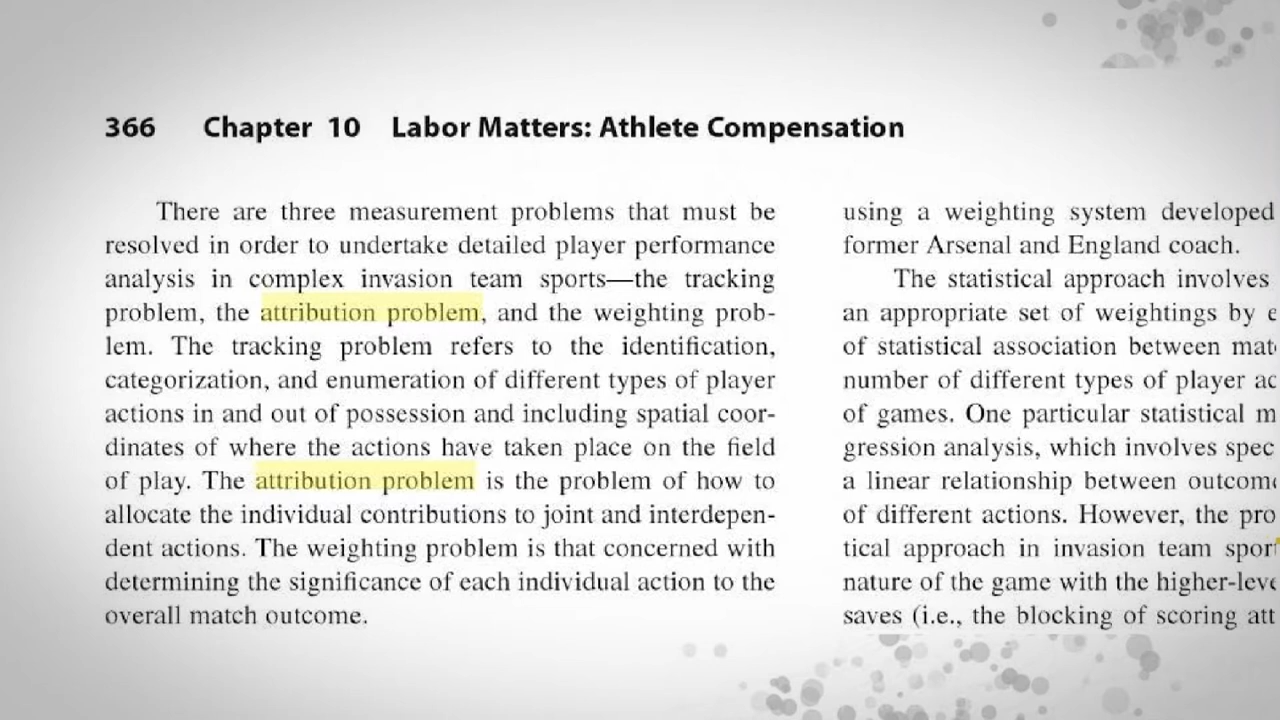 366 Chapter 10 Labor Matters: Athlete Compensation
There are three measurement problems that must be
resolved in order to undertake detailed player performance
analysis in complex invasion team sports—the tracking
problem, the attribution problem, and the weighting prob-
lem. The tracking problem refers to the identification,
categorization, and enumeration of different types of player
actions in and out of possession and including spatial coor-
dinates of where the actions have taken place on the field
of play. The attribution problem is the problem of how to
allocate the individual contributions to joint and interdepen-
dent actions. The weighting problem is that concerned with
determining the significance of each individual action to the
overall match outcome.
using a weighting system developed
former Arsenal and England coach.
The statistical approach involves
an appropriate set of weightings by
of statistical association between
number of different types of player
of games. One particular statistical
gression analysis, which involves
a linear relationship between
of different actions. However, the
tical approach in invasion team
nature of the game with the
saves (i.e., the blocking of scoring